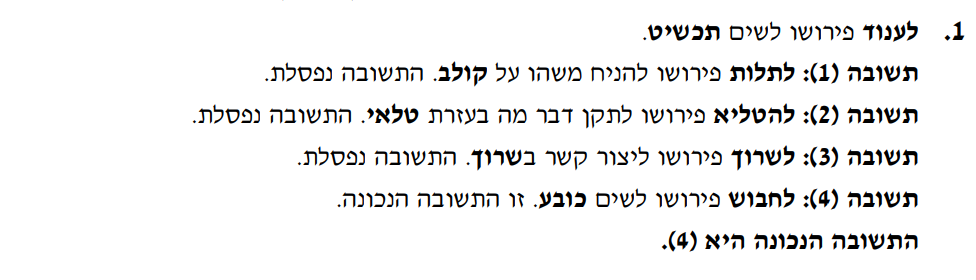 1. לענוד פירושו לשים תכשיט.
תשובה (1): לתלות פירושו להניח משהו על קולב. התשובה נפסלת.
תשובה (2): להטליא פירושו לתקן דבר מה בעזרת טלאי. התשובה נפסלת.
תשובה (3): לשרוך פירושו ליצור קשר בשרוך. התשובה נפסלת.
תשובה (4): לחבוש פירושו לשים כובע. זו התשובה הנכונה.
התשובה הנכונה היא (4).